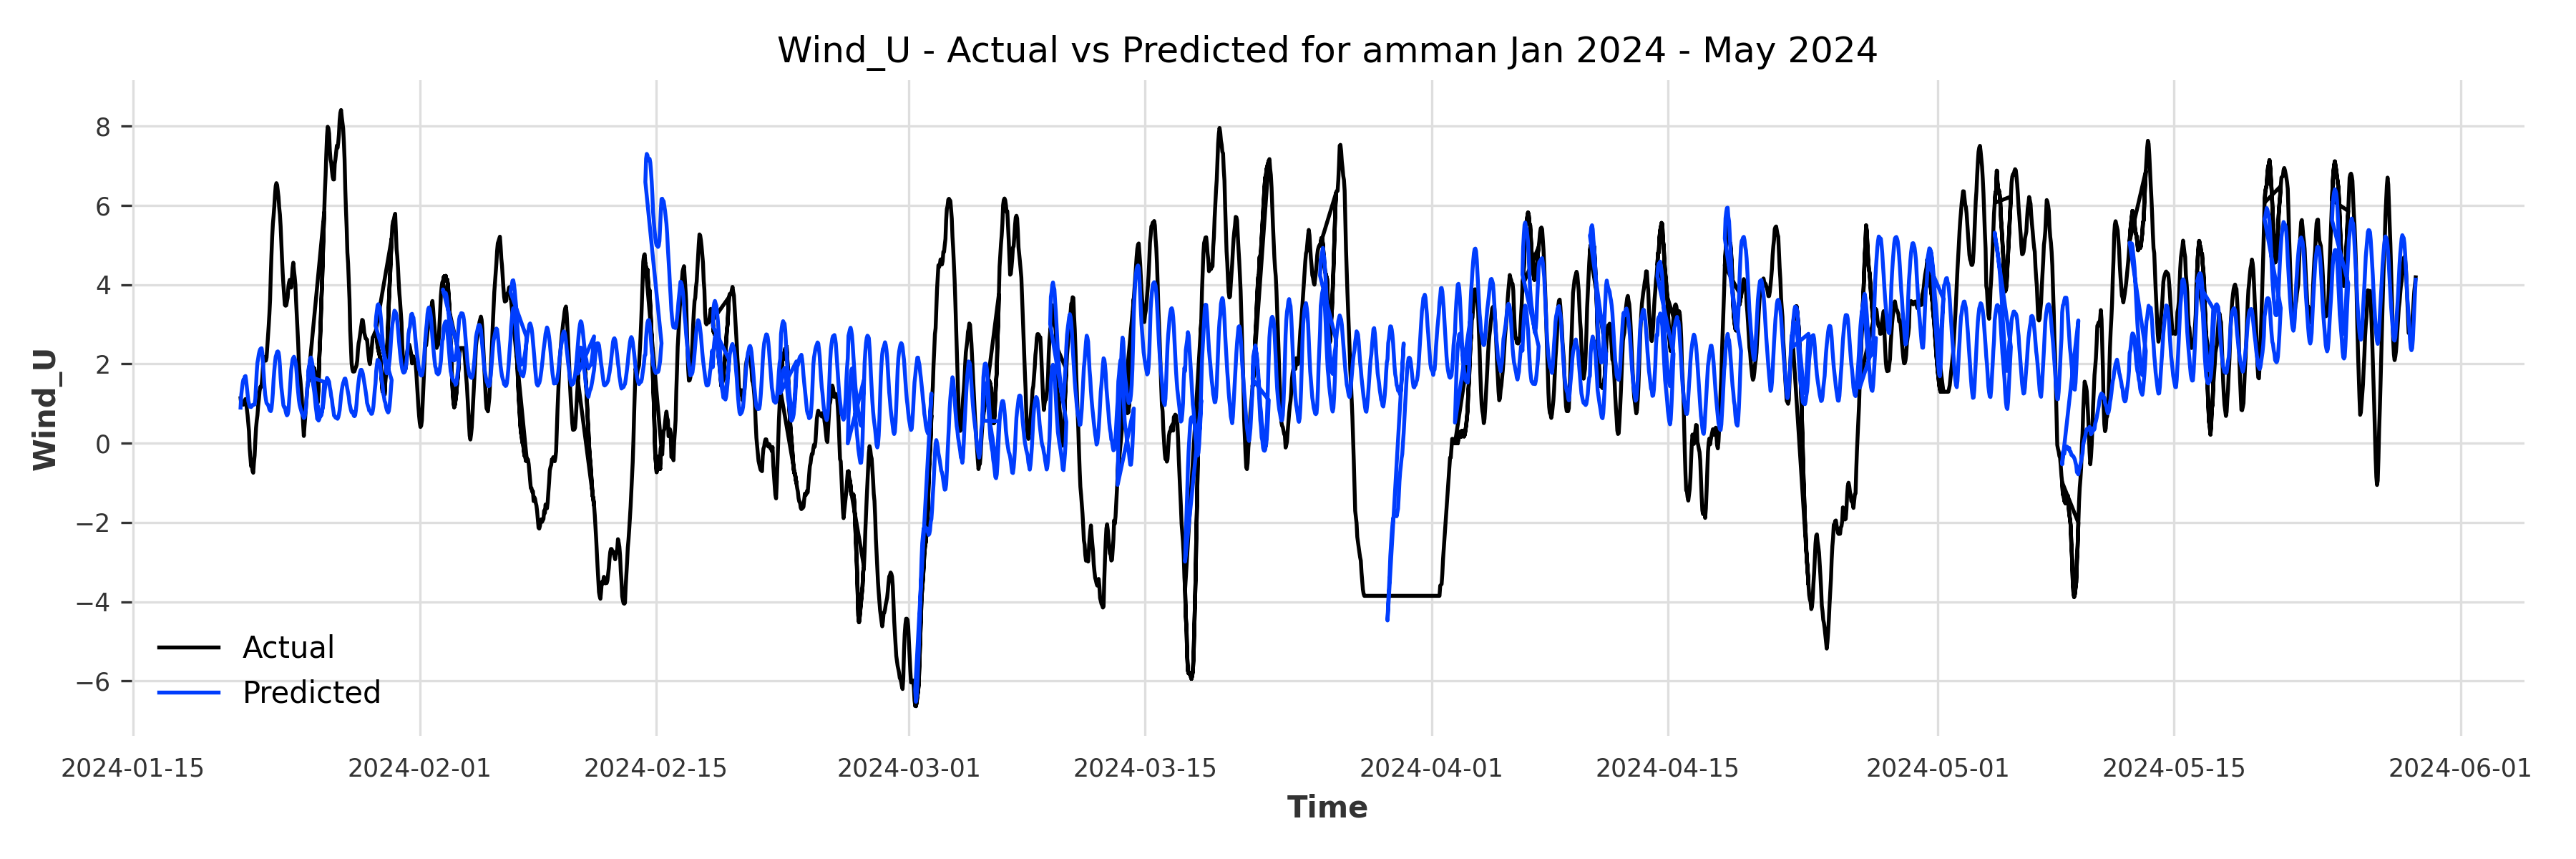 Wind_U - Actual vs Predicted for amman Jan 2024 - May 2024
8
6
4
2
0
−2
−4
−6
Wind_U
Actual
Predicted
2024-01-15 2024-02-01 2024-02-15 2024-03-01 2024-03-15 2024-04-01 2024-04-15 2024-05-01 2024-05-15 2024-06-01
Time